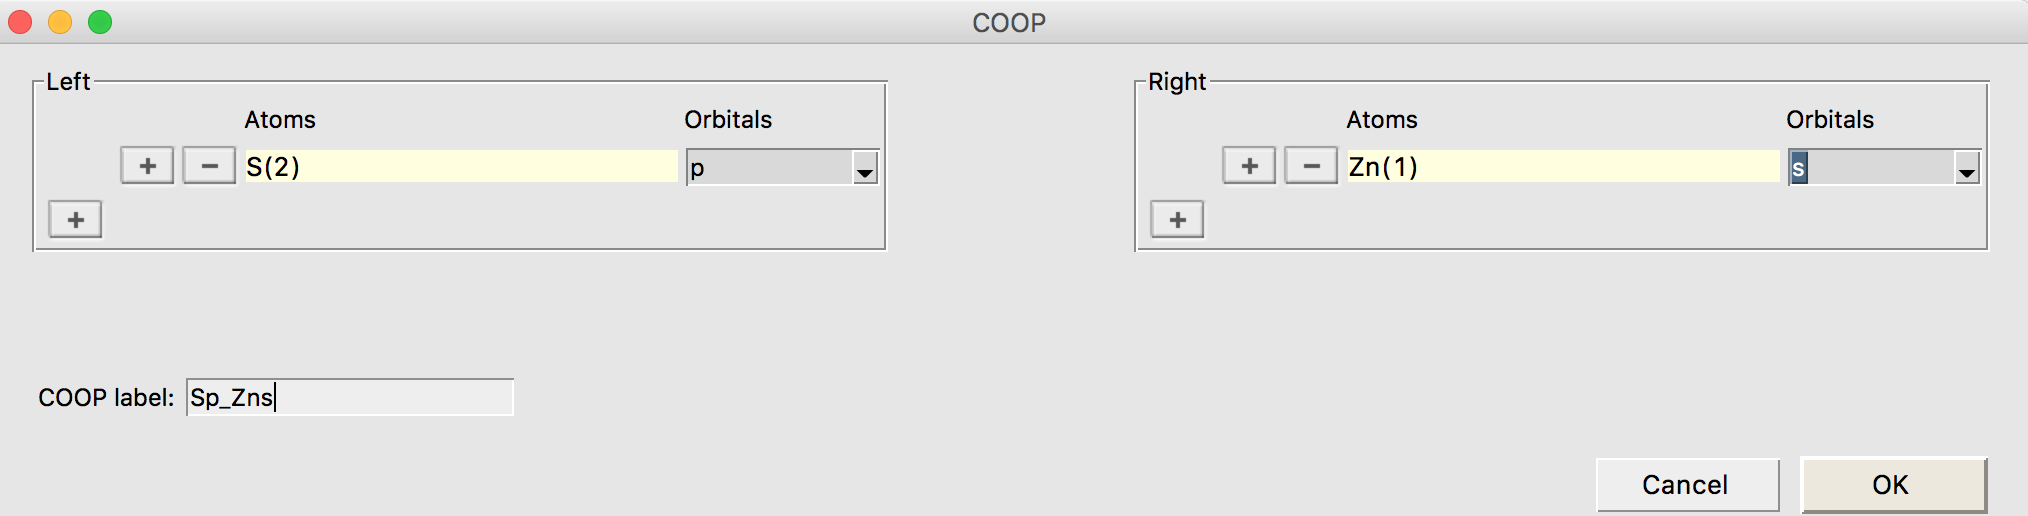 COOP
Left
Right
Atoms Orbitals
Atoms Orbitals
+ − S(2) p
+ − Zn(1) s
+
+
COOP label: Sp_Zns
Cancel OK